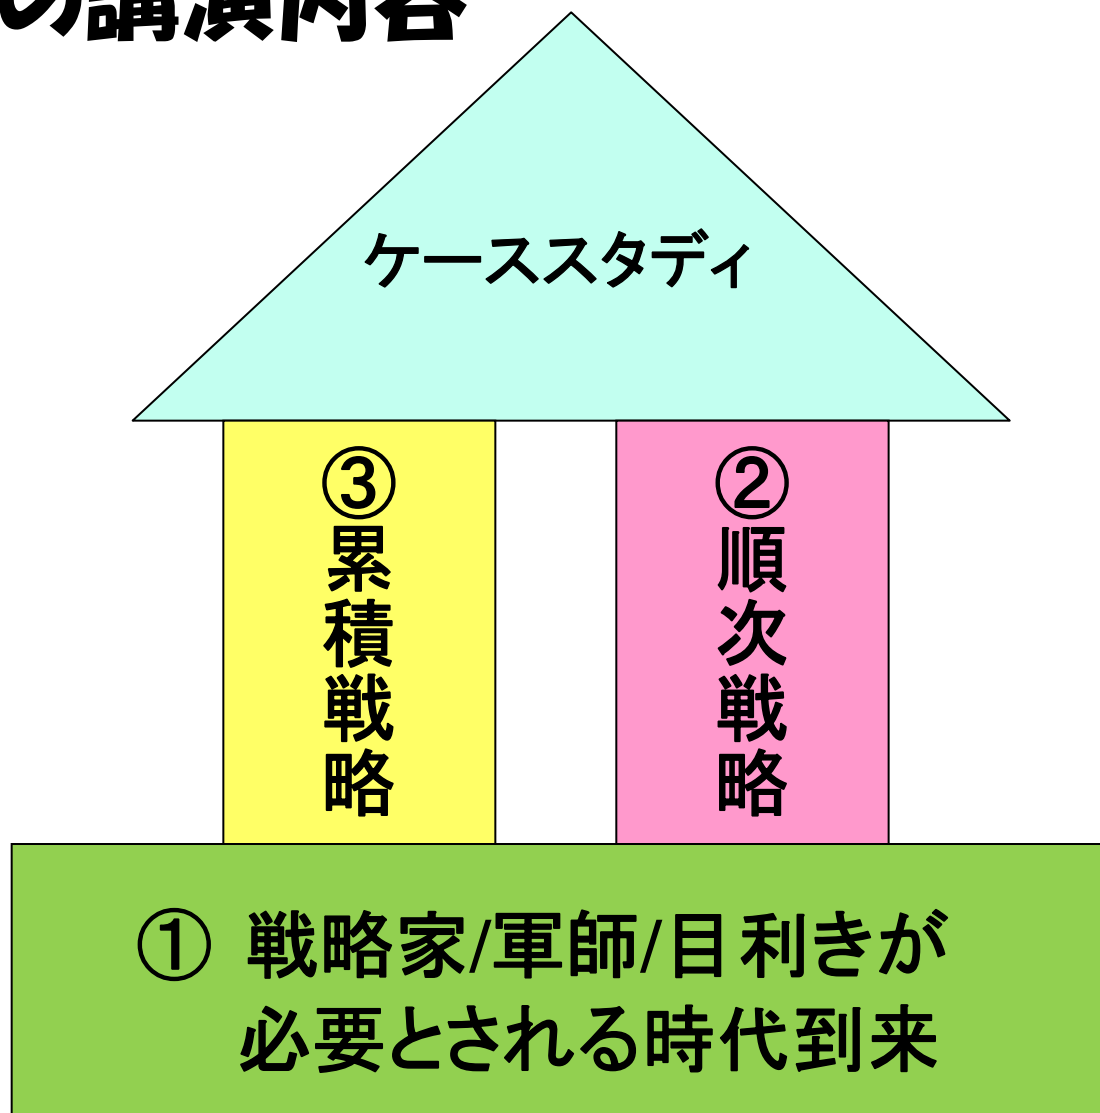 の講演内容
ケーススタディ
③累積戦略
②順次戦略
① 戦略家/軍師/目利きが
必要とされる時代到来